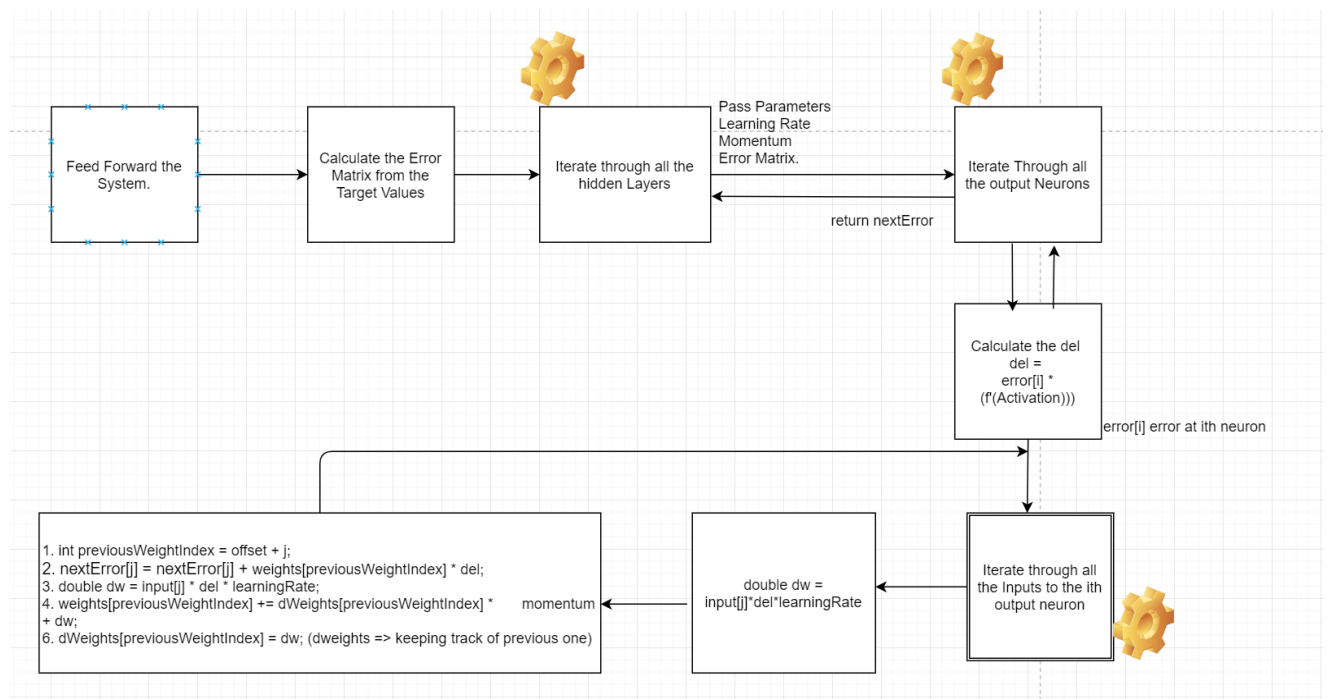 Feed Forward the
System.
Calculate the Error
Matrix from the
Target Values
Iterate through all the
hidden Layers
Pass Parameters
Learning Rate
Momentum
Error Matrix.
return nextError
Iterate Through all
the output Neurons
Calculate the del
del =
error[i] *
(f'(Activation)))
error[i] error at ith neuron
Iterate through all
the Inputs to the ith
output neuron
double dw =
input[j]*del*learningRate
1. int previousWeightIndex = offset + j;
2. nextError[j] = nextError[j] + weights[previousWeightIndex] * del;
3. double dw = input[j] * del * learningRate;
4. weights[previousWeightIndex] += dWeights[previousWeightIndex] * momentum
+ dw;
6. dWeights[previousWeightIndex] = dw; (dweights => keeping track of previous one)